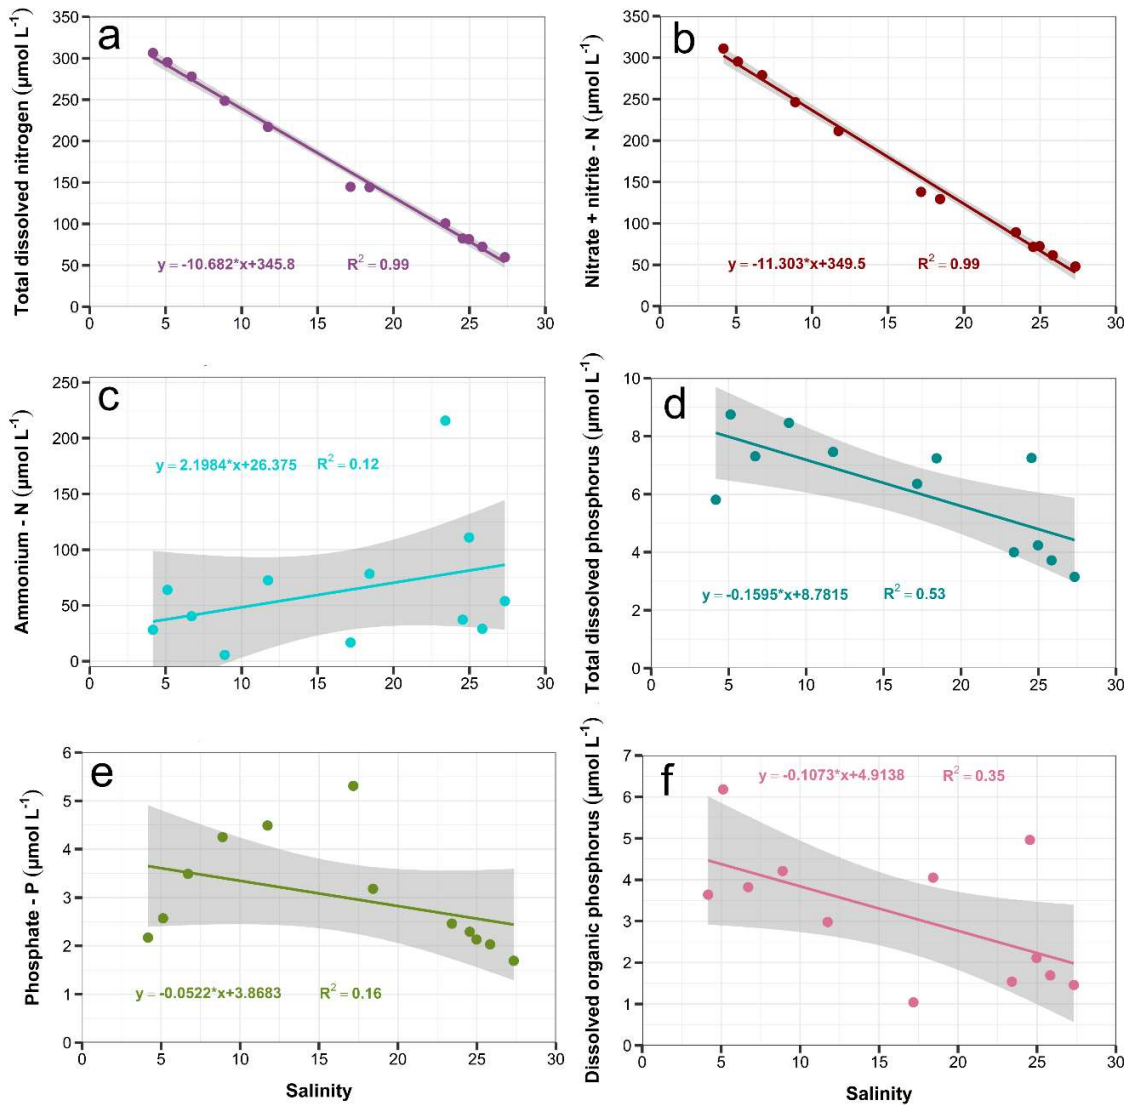 a
Total dissolved nitrogen (µmol L⁻¹)
350
300
250
200
150
100
50
0
y = -10.682*x+345.8 R² = 0.99
0 5 10 15 20 25 30
b
Nitrate + nitrite - N (µmol L⁻¹)
350
300
250
200
150
100
50
0
y = -11.303*x+349.5 R² = 0.99
0 5 10 15 20 25 30
c
Ammonium - N (µmol L⁻¹)
250
200
150
100
50
0
y = 2.1984*x+26.375 R² = 0.12
0 5 10 15 20 25 30
d
Total dissolved phosphorus (µmol L⁻¹)
10
8
6
4
2
0
y = -0.1595*x+8.7815 R² = 0.53
0 5 10 15 20 25 30
e
Phosphate - P (µmol L⁻¹)
6
5
4
3
2
1
0
y = -0.0522*x+3.8683 R² = 0.16
0 5 10 15 20 25 30
Salinity
f
Dissolved organic phosphorus (µmol L⁻¹)
7
6
5
4
3
2
1
0
y = -0.1073*x+4.9138 R² = 0.35
0 5 10 15 20 25 30
Salinity